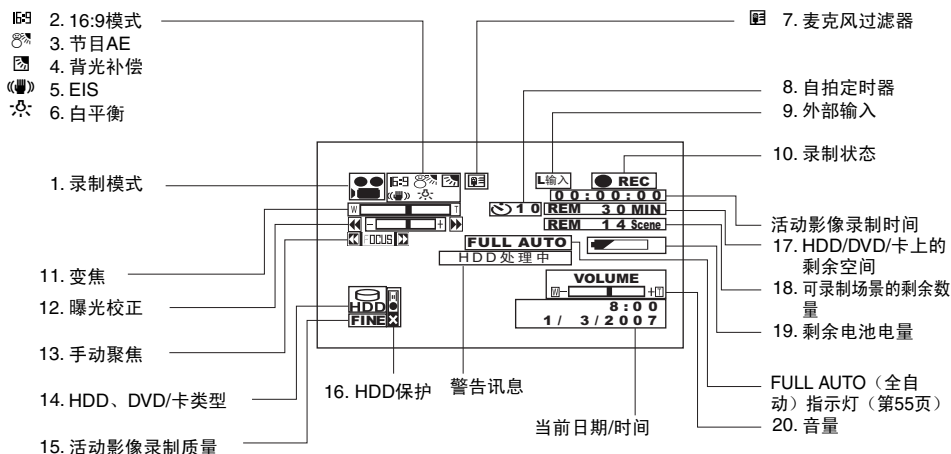 2. 16:9模式
3. 节目AE
4. 背光补偿
5. EIS
6. 白平衡
7. 麦克风过滤器
8. 自拍定时器
9. 外部输入
10. 录制状态
1. 录制模式
11. 变焦
12. 曝光校正
13. 手动聚焦
14. HDD、DVD/卡类型
15. 活动影像录制质量
16. HDD保护
警告讯息
当前日期/时间
活动影像录制时间
17. HDD/DVD/卡上的
剩余空间
18. 可录制场景的剩余数
量
19. 剩余电池电量
FULL AUTO（全自
动）指示灯（第55页）
20. 音量
16:9
L输入
REC
00:00:00
10
REM 30 MIN
REM 14 Scene
W T
- +
FOCUS
FULL AUTO
HDD处理中
VOLUME
W- +T
8:00
1/ 3/2007
HDD
FINE